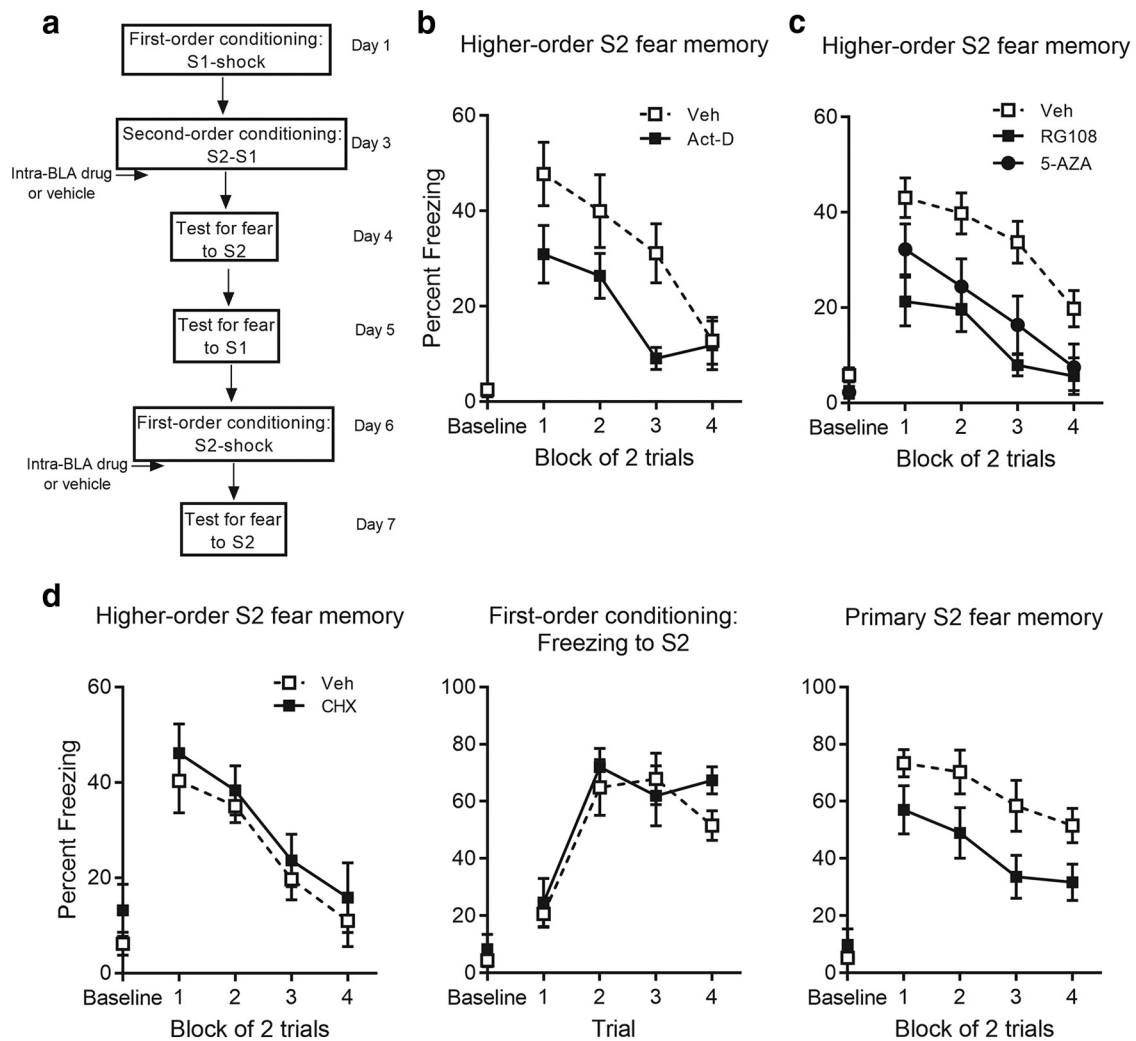 a
First-order conditioning:
S1-shock
Day 1
Second-order conditioning:
S2-S1
Day 3
Intra-BLA drug
or vehicle
Test for fear
to S2
Day 4
Test for fear
to S1
Day 5
First-order conditioning:
S2-shock
Day 6
Intra-BLA drug
or vehicle
Test for fear
to S2
Day 7
b
Higher-order S2 fear memory
Veh
Act-D
Percent Freezing
60
40
20
0
Baseline 1 2 3 4
Block of 2 trials
c
Higher-order S2 fear memory
Veh
RG108
5-AZA
60
40
20
0
Baseline 1 2 3 4
Block of 2 trials
d
Higher-order S2 fear memory
Veh
CHX
Percent Freezing
60
40
20
0
Baseline 1 2 3 4
Block of 2 trials
First-order conditioning:
Freezing to S2
100
80
60
40
20
0
Baseline 1 2 3 4
Trial
Primary S2 fear memory
100
80
60
40
20
0
Baseline 1 2 3 4
Block of 2 trials